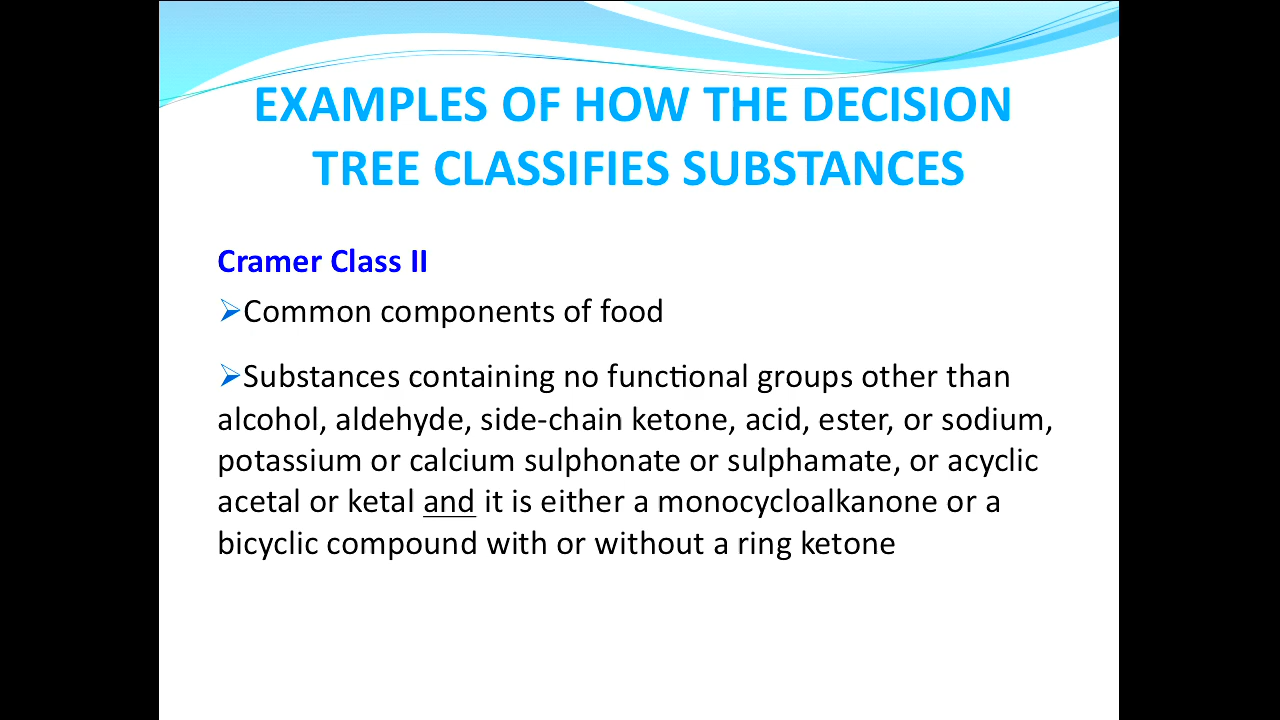 EXAMPLES OF HOW THE DECISION
TREE CLASSIFIES SUBSTANCES
Cramer Class II
➢Common components of food
➢Substances containing no functional groups other than
alcohol, aldehyde, side-chain ketone, acid, ester, or sodium,
potassium or calcium sulphonate or sulphamate, or acyclic
acetal or ketal and it is either a monocycloalkanone or a
bicyclic compound with or without a ring ketone